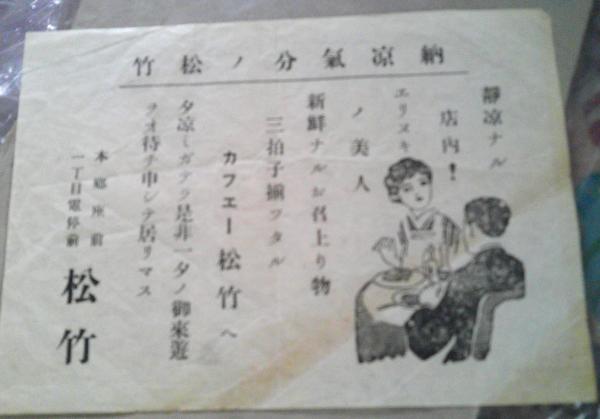 納涼氣分ノ松竹
靜涼ナル
店内!
エリヌキ
ノ美人
新鮮ナルお召上り物
三拍子揃フタル
カフエー松竹へ
夕涼ミガテラ是非一夕ノ御來遊
ヲオ待チ申シテ居リマス
本鄕座前
一丁目電停前
松竹